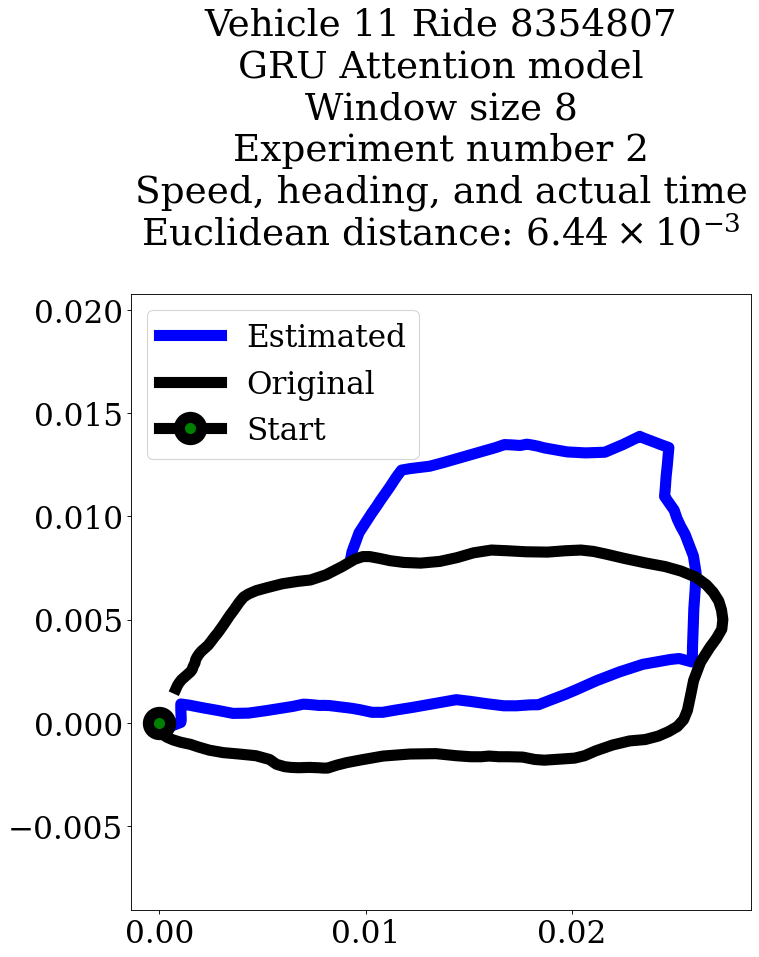 Vehicle 11 Ride 8354807
GRU Attention model
Window size 8
Experiment number 2
Speed, heading, and actual time
Euclidean distance: 6.44 × 10⁻³
0.020
0.015
0.010
0.005
0.000
−0.005
Estimated
Original
Start
0.00 0.01 0.02